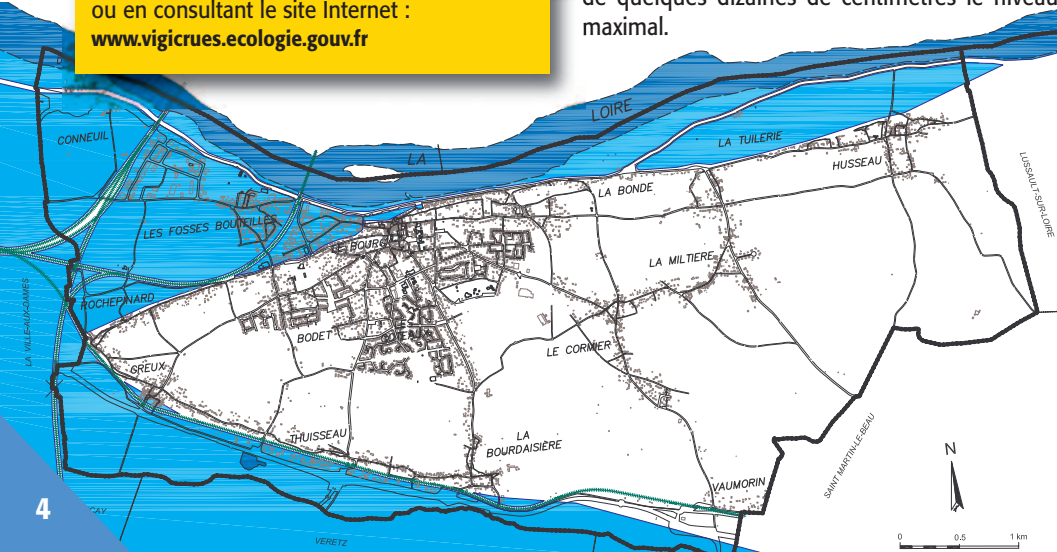 ou en consultant le site Internet :
www.vigicrues.ecologie.gouv.fr
de quelques dizaines de centimètres le niveau
maximal.
LOIRE
LA
CONNEUIL
LA TUILERIE
HUSSEAU
LA BONDE
LUSSAULT-SUR-LOIRE
LES FOSSES BOUTEILLES
BOURG
LA MILTIERE
LA VILLE-AUX-DAMES
ROCHEPINARD
BODET
LE CORMIER
GREUX
THUISSEAU
LA
BOURDAISIÈRE
SAINT MARTIN-LE-BEAU
N
VAUMORIN
4
ÇAY
VERETZ
0 0.5 1 km